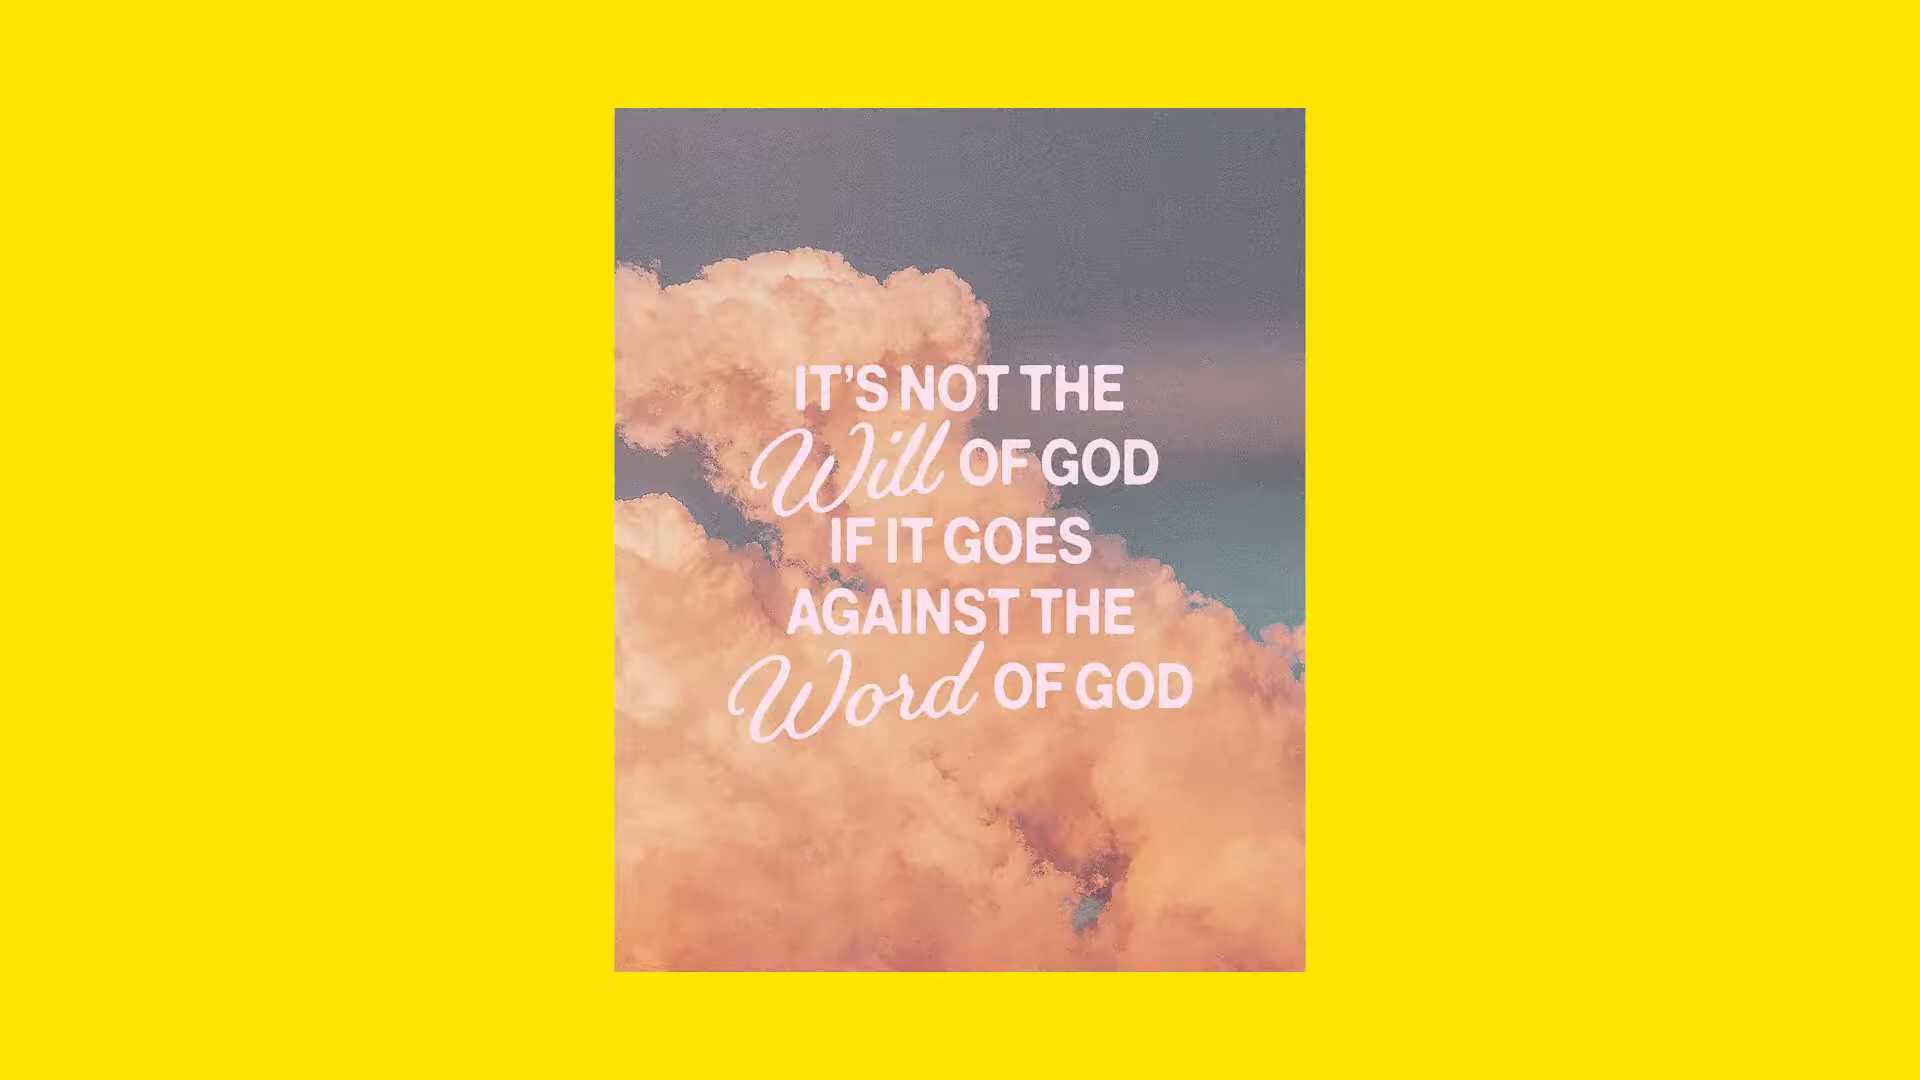 IT'S NOT THE
Will OF GOD
IF IT GOES
AGAINST THE
Word OF GOD